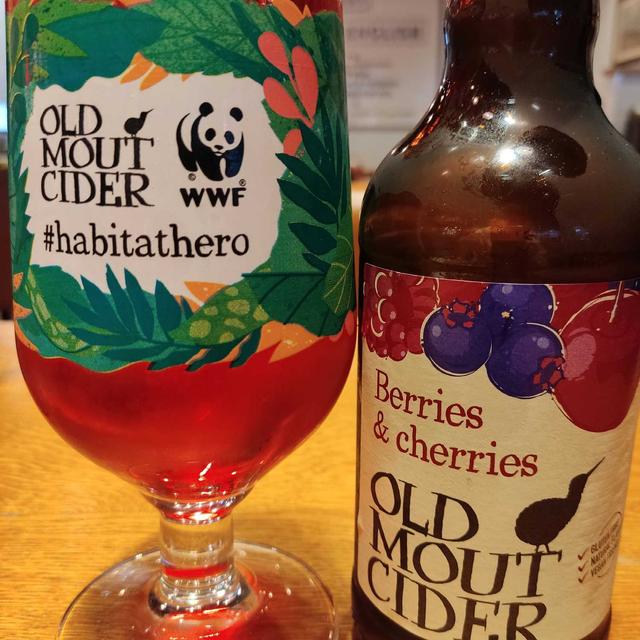 OLD
MOUT
CIDER
© WWF ®
#habitathero
Berries
& cherries
OLD
MOUT
CIDER